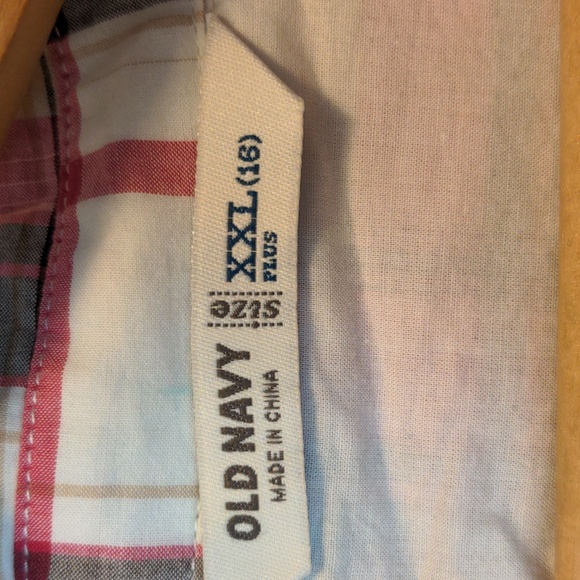 OLD NAVY
MADE IN CHINA
size
XXL (16)
PLUS